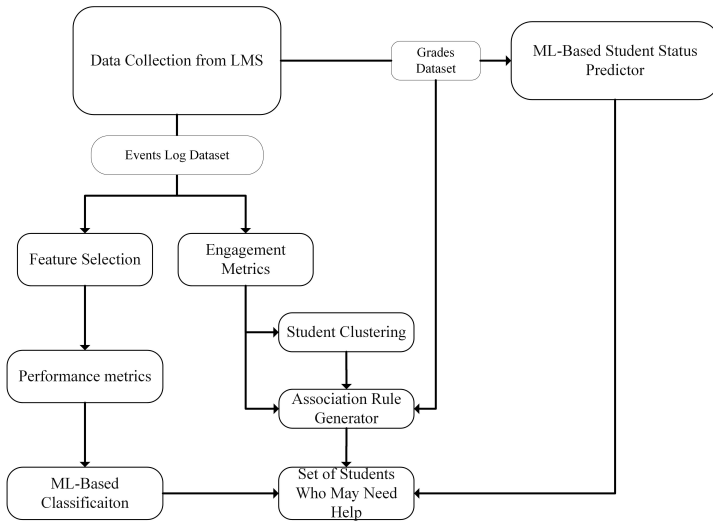 Data Collection from LMS
Grades
Dataset
ML-Based Student Status
Predictor
Events Log Dataset
Feature Selection
Engagement
Metrics
Student Clustering
Performance metrics
Association Rule
Generator
ML-Based
Classificaiton
Set of Students
Who May Need
Help